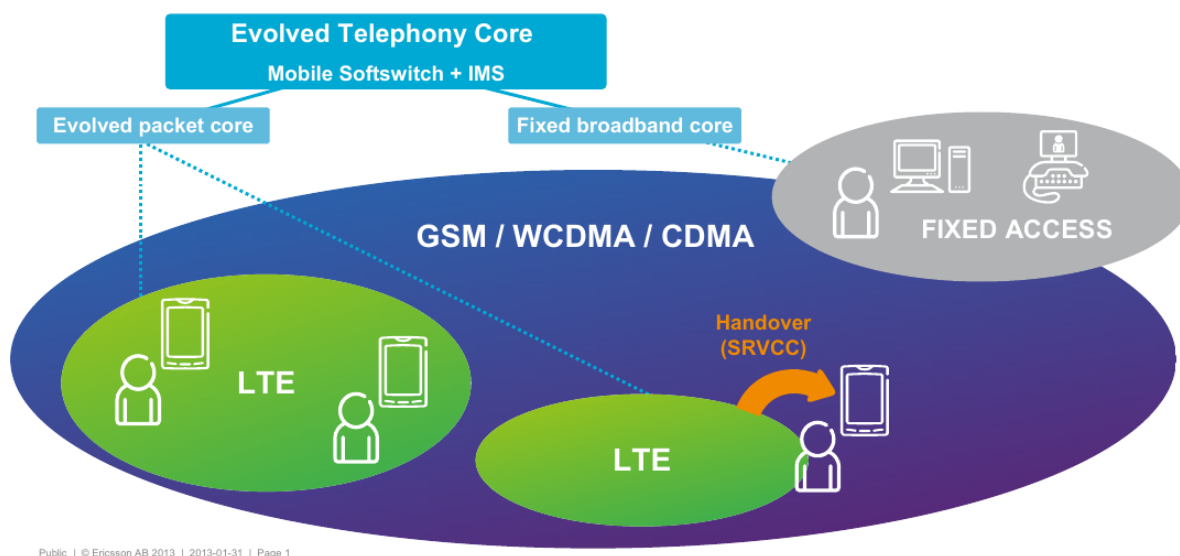 Evolved Telephony Core
Mobile Softswitch + IMS
Evolved packet core
Fixed broadband core
FIXED ACCESS
GSM / WCDMA / CDMA
Handover
(SRVCC)
LTE
LTE
Public | © Ericsson AB 2013 | 2013-01-31 | Page 1